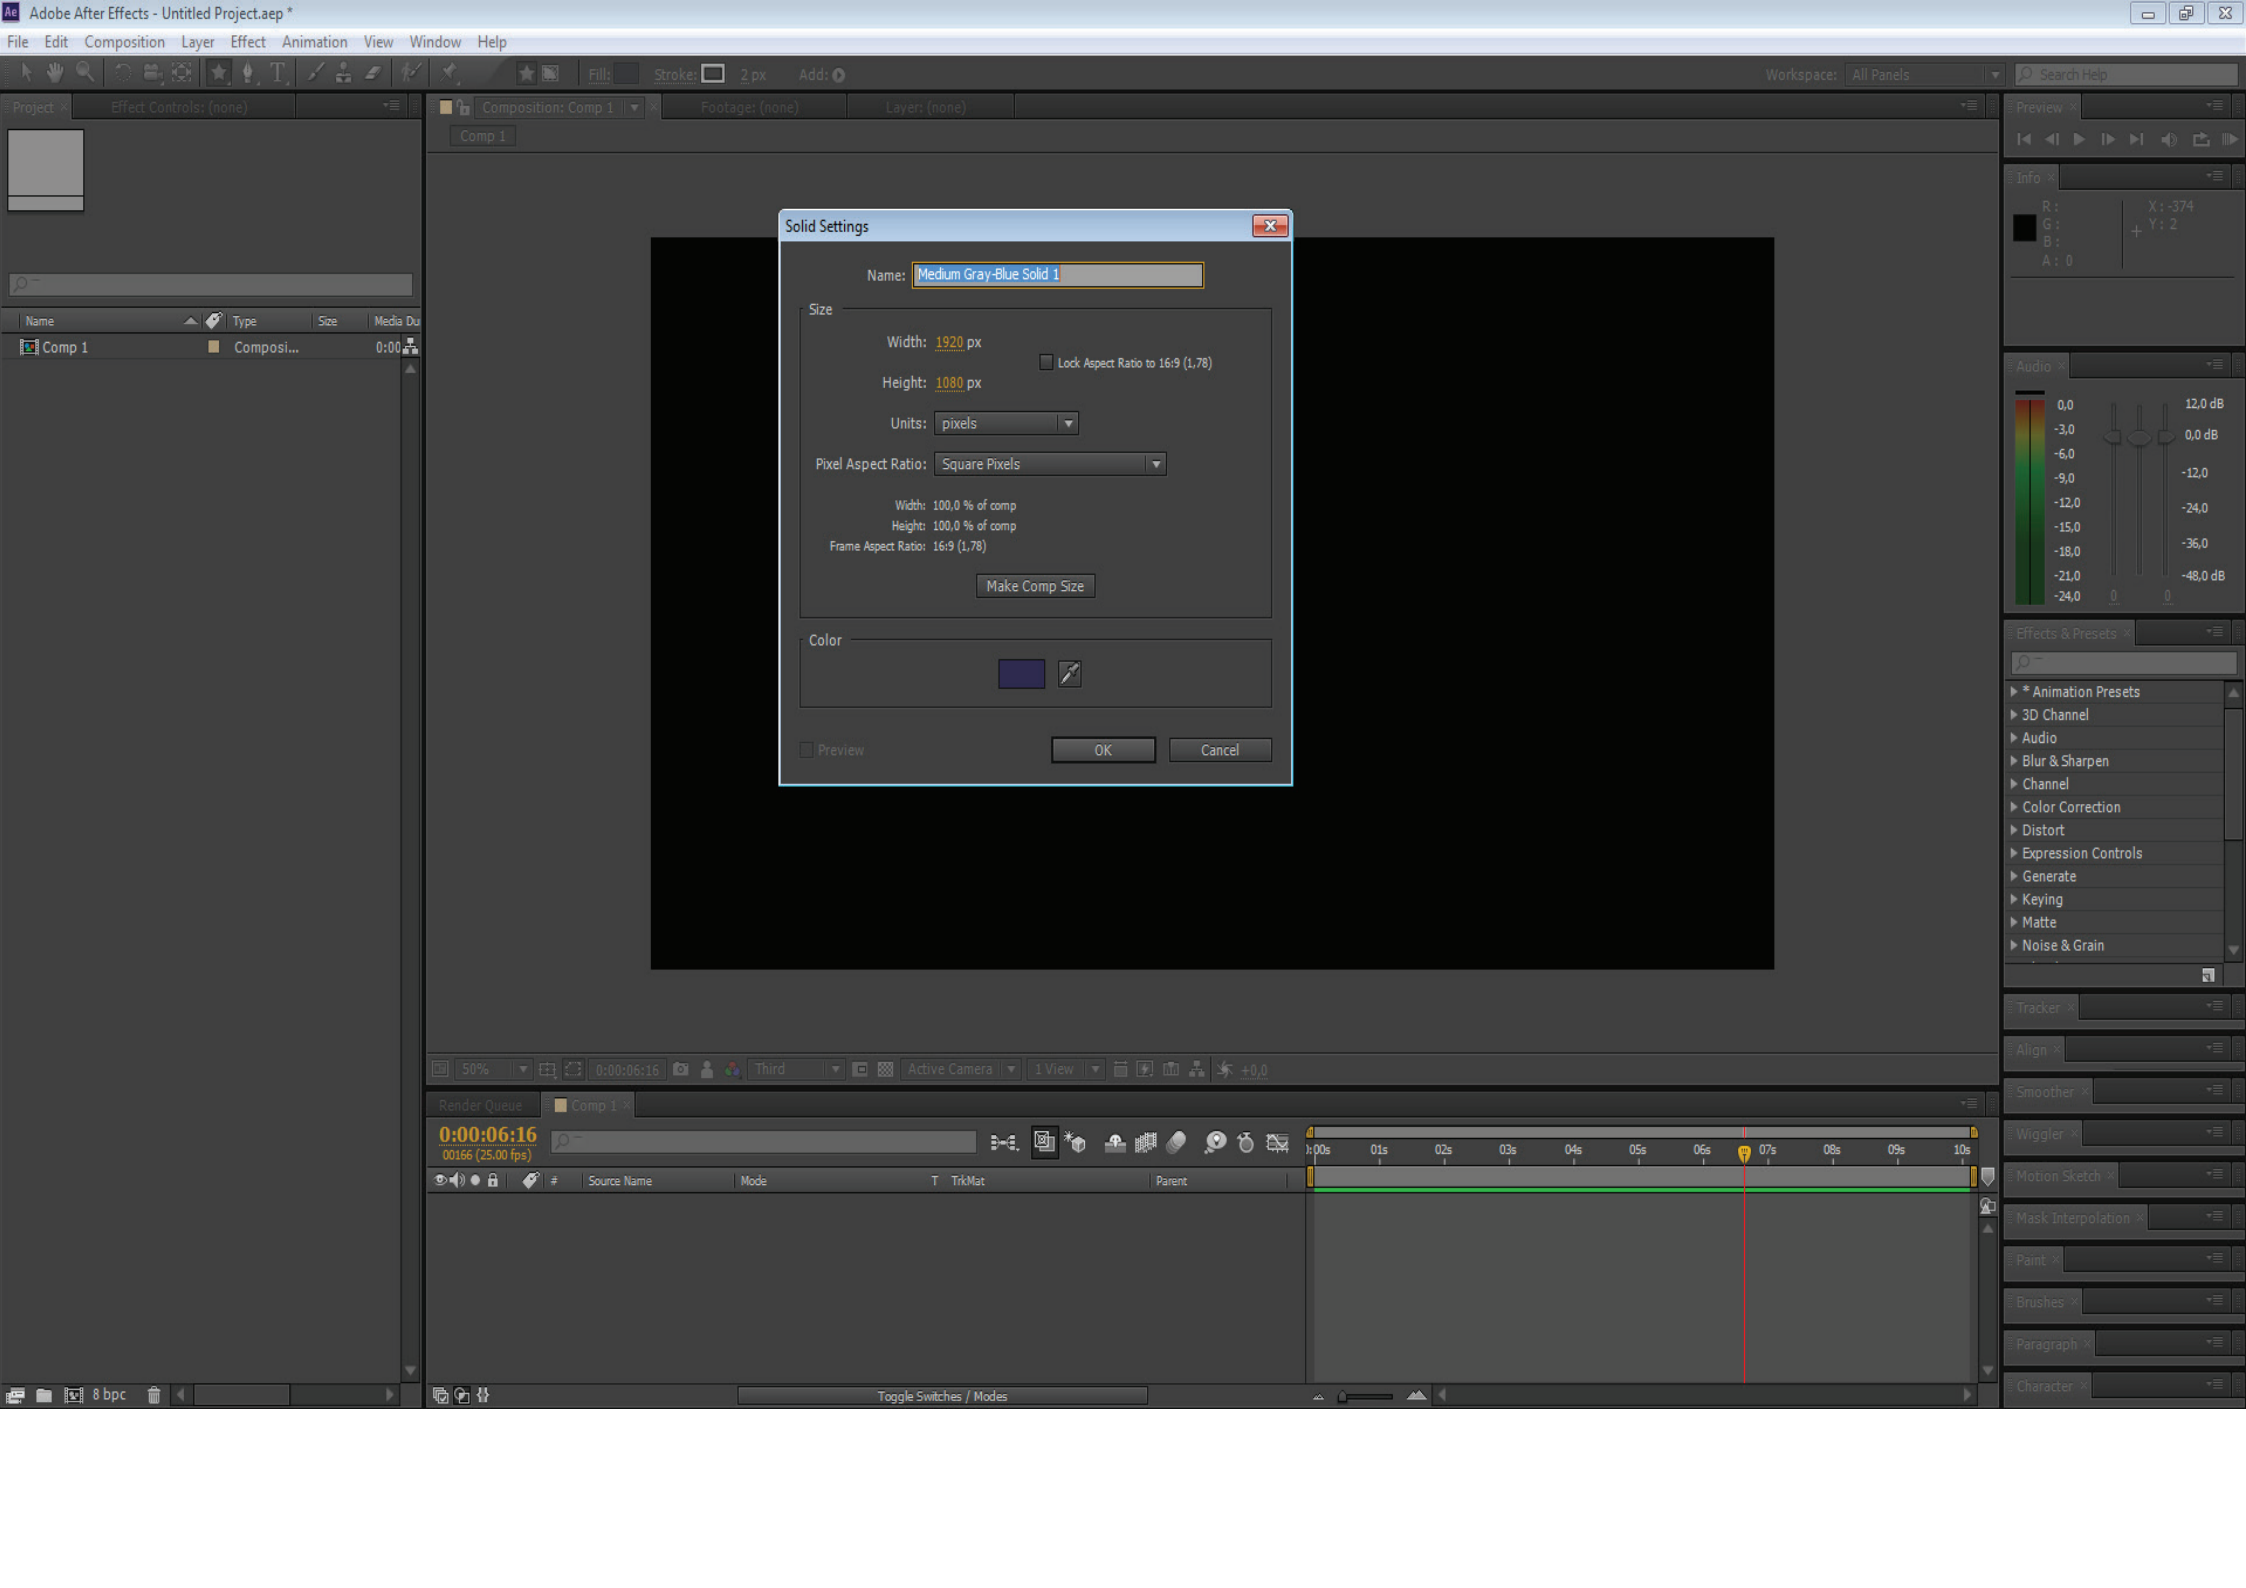 Ae Adobe After Effects - Untitled Project.aep *
File Edit Composition Layer Effect Animation View Window Help
T Fill: Stroke: 2 px Add: Workspace: All Panels Search Help
Project × Effect Controls: (none) Composition: Comp 1 × Footage: (none) Layer: (none) Preview ×
Comp 1
Info ×
R: X: -374
G: Y: 2
B:
A: 0
Solid Settings
Name: Medium Gray-Blue Solid 1
Size
Width: 1920 px
Lock Aspect Ratio to 16:9 (1,78)
Height: 1080 px
Units: pixels
Pixel Aspect Ratio: Square Pixels
Width: 100,0 % of comp
Height: 100,0 % of comp
Frame Aspect Ratio: 16:9 (1,78)
Make Comp Size
Color
Preview OK Cancel
Name Type Size Media Du
Comp 1 Composi... 0:00
Audio ×
0,0 12,0 dB
-3,0 0,0 dB
-6,0
-9,0 -12,0
-12,0 -24,0
-15,0
-18,0 -36,0
-21,0 -48,0 dB
-24,0 0 0
Effects & Presets ×
* Animation Presets
3D Channel
Audio
Blur & Sharpen
Channel
Color Correction
Distort
Expression Controls
Generate
Keying
Matte
Noise & Grain
Tracker ×
Align ×
Smoother ×
Wiggler ×
Motion Sketch ×
Mask Interpolation ×
Paint ×
Brushes ×
Paragraph ×
Character ×
50% 0:00:06:16 Third Active Camera 1 View +0,0
Render Queue Comp 1 ×
0:00:06:16
00166 (25.00 fps)
):00s 01s 02s 03s 04s 05s 06s 07s 08s 09s 10s
# Source Name Mode T TrkMat Parent
8 bpc Toggle Switches / Modes